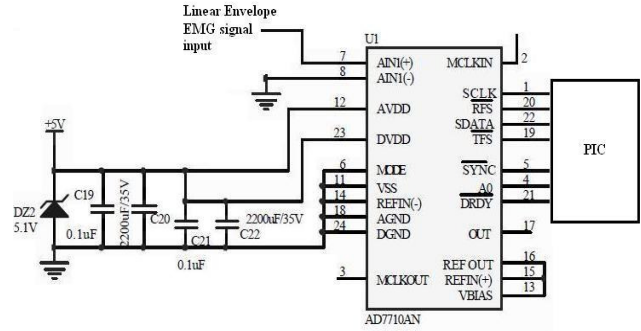 Linear Envelope
EMG signal
input
U1
7 AIN1(+) MCLKIN 2
8 AIN1(-)
SCLK 1
12 AVDD RFS 20
SDATA 22
23 DVDD TFS 19
PIC
+5V
6 MODE SYNC 5
11 VSS A0 4
14 REFIN(-) DRDY 21
18 AGND
24 DGND OUT 17
DZ2
5.1V
C19
0.1uF
2200uF/35V
C20
C21
0.1uF
2200uF/35V
C22
REF OUT 16
3 MCLKOUT REFIN(+) 15
VBIAS 13
AD7710AN